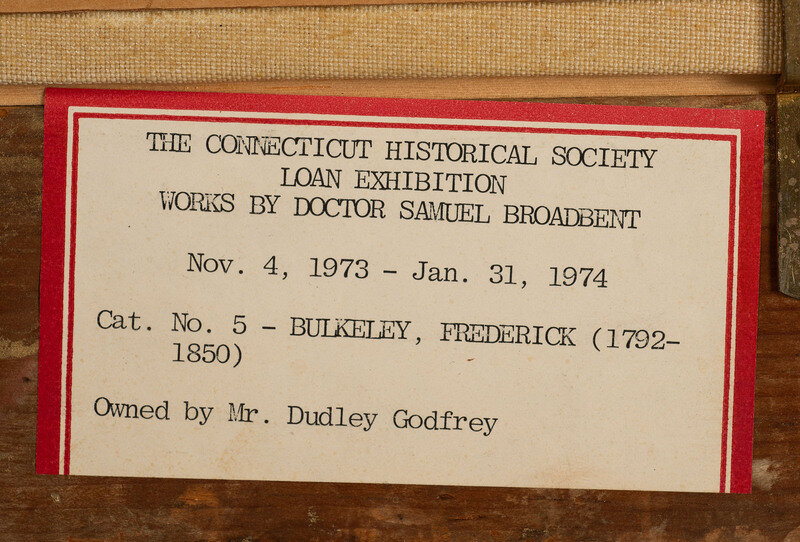 THE CONNECTICUT HISTORICAL SOCIETY
LOAN EXHIBITION
WORKS BY DOCTOR SAMUEL BROADBENT
Nov. 4, 1973 - Jan. 31, 1974
Cat. No. 5 - BULKELEY, FREDERICK (1792-
1850)
Owned by Mr. Dudley Godfrey